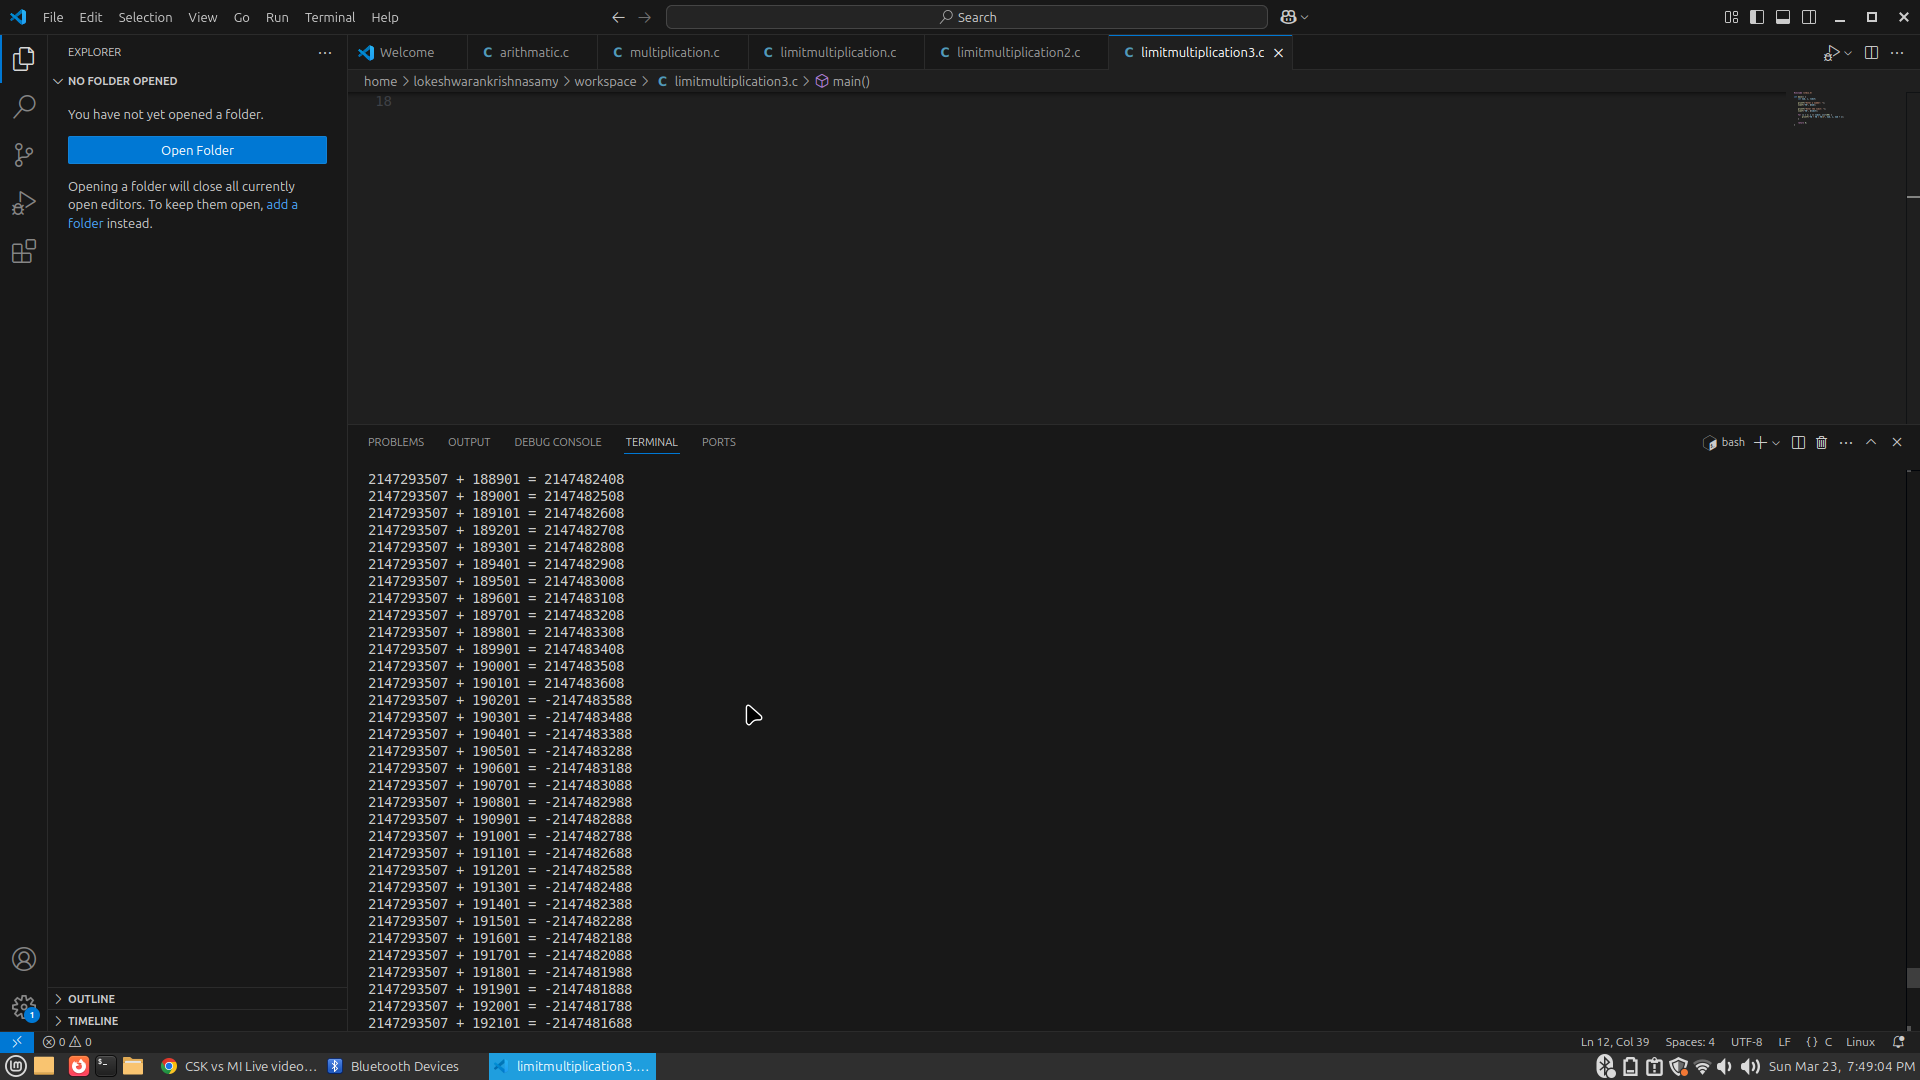 File Edit Selection View Go Run Terminal Help
Search
EXPLORER
NO FOLDER OPENED
You have not yet opened a folder.
Open Folder
Opening a folder will close all currently
open editors. To keep them open, add a
folder instead.
OUTLINE
TIMELINE
Welcome
C arithmatic.c
C multiplication.c
C limitmultiplication.c
C limitmultiplication2.c
C limitmultiplication3.c
home > lokeshwarankrishnasamy > workspace > C limitmultiplication3.c > main()
18
PROBLEMS OUTPUT DEBUG CONSOLE TERMINAL PORTS
bash
2147293507 + 188901 = 2147482408
2147293507 + 189001 = 2147482508
2147293507 + 189101 = 2147482608
2147293507 + 189201 = 2147482708
2147293507 + 189301 = 2147482808
2147293507 + 189401 = 2147482908
2147293507 + 189501 = 2147483008
2147293507 + 189601 = 2147483108
2147293507 + 189701 = 2147483208
2147293507 + 189801 = 2147483308
2147293507 + 189901 = 2147483408
2147293507 + 190001 = 2147483508
2147293507 + 190101 = 2147483608
2147293507 + 190201 = -2147483588
2147293507 + 190301 = -2147483488
2147293507 + 190401 = -2147483388
2147293507 + 190501 = -2147483288
2147293507 + 190601 = -2147483188
2147293507 + 190701 = -2147483088
2147293507 + 190801 = -2147482988
2147293507 + 190901 = -2147482888
2147293507 + 191001 = -2147482788
2147293507 + 191101 = -2147482688
2147293507 + 191201 = -2147482588
2147293507 + 191301 = -2147482488
2147293507 + 191401 = -2147482388
2147293507 + 191501 = -2147482288
2147293507 + 191601 = -2147482188
2147293507 + 191701 = -2147482088
2147293507 + 191801 = -2147481988
2147293507 + 191901 = -2147481888
2147293507 + 192001 = -2147481788
2147293507 + 192101 = -2147481688
1
0 0
Ln 12, Col 39 Spaces: 4 UTF-8 LF {} C Linux
CSK vs MI Live video...
Bluetooth Devices
limitmultiplication3....
Sun Mar 23, 7:49:04 PM